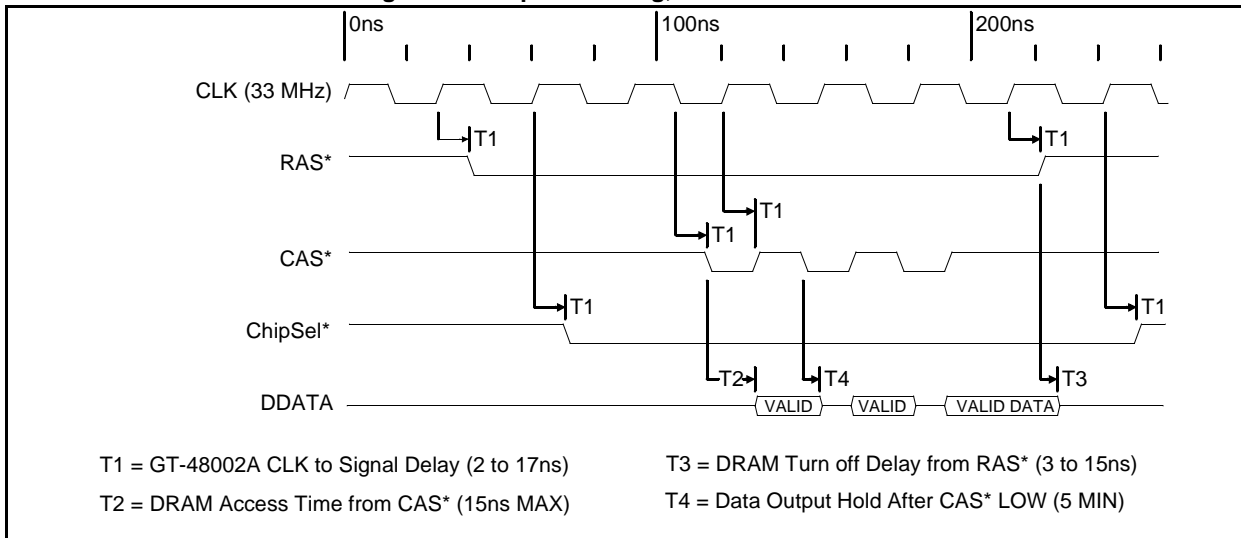 0ns 100ns 200ns
CLK (33 MHz)
T1 T1
RAS*
T1
T1
CAS*
T1 T1
ChipSel*
T2 T4 T3
DDATA VALID VALID VALID DATA
T1 = GT-48002A CLK to Signal Delay (2 to 17ns) T3 = DRAM Turn off Delay from RAS* (3 to 15ns)
T2 = DRAM Access Time from CAS* (15ns MAX) T4 = Data Output Hold After CAS* LOW (5 MIN)